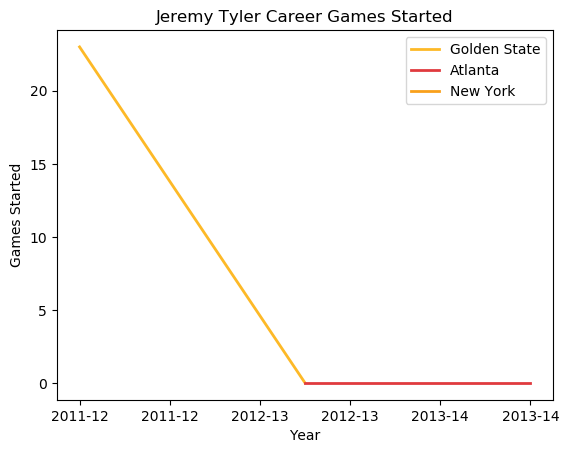 Jeremy Tyler Career Games Started
Golden State
Atlanta
New York
Games Started
20
15
10
5
0
2011-12 2011-12 2012-13 2012-13 2013-14 2013-14
Year